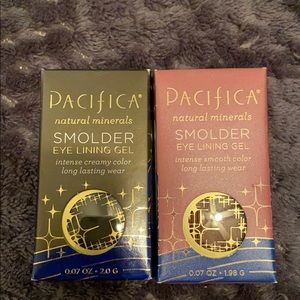 PACIFICA®
natural minerals
SMOLDER
EYE LINING GEL
intense creamy color
long lasting wear
0.07 OZ • 2.0 G
PACIFICA®
natural minerals
SMOLDER
EYE LINING GEL
intense smooth color
long lasting wear
0.07 OZ • 1.98 G